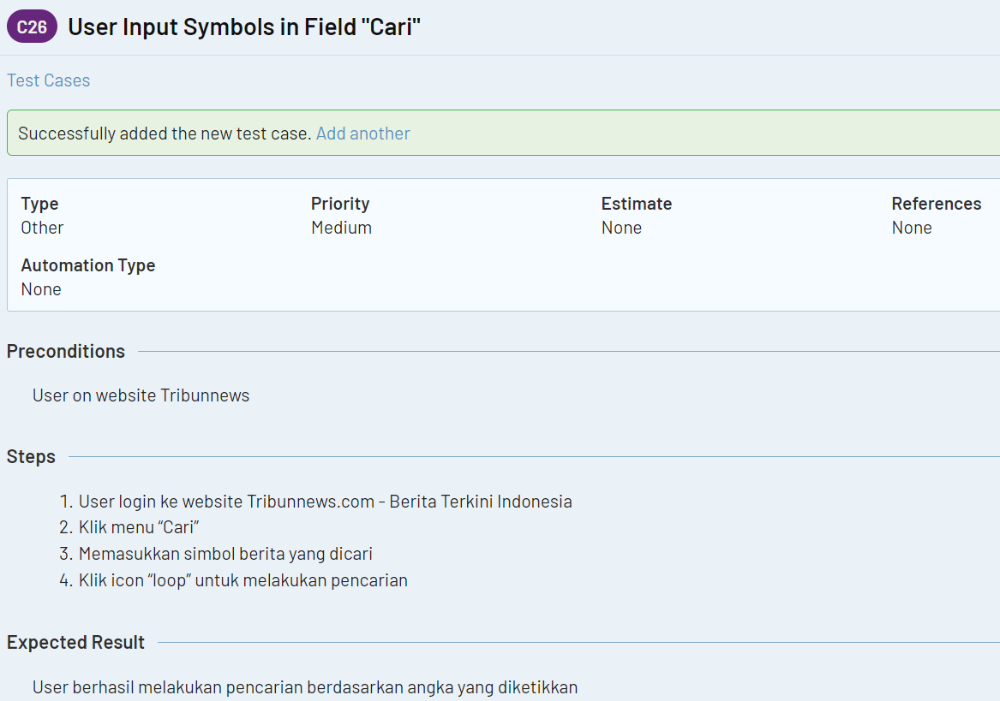 C26 User Input Symbols in Field "Cari"
Test Cases
Successfully added the new test case. Add another
Type Priority Estimate References
Other Medium None None
Automation Type
None
Preconditions
User on website Tribunnews
Steps
1. User login ke website Tribunnews.com - Berita Terkini Indonesia
2. Klik menu “Cari”
3. Memasukkan simbol berita yang dicari
4. Klik icon “loop” untuk melakukan pencarian
Expected Result
User berhasil melakukan pencarian berdasarkan angka yang diketikkan